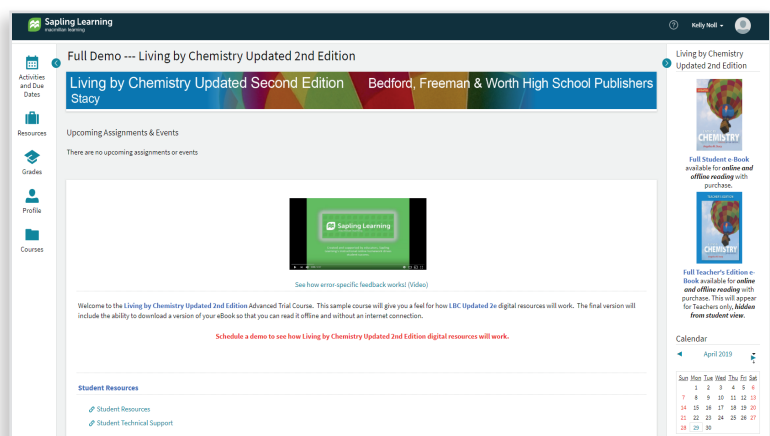 Sapling Learning
macmillan learning
? Kelly Noll
Activities
and Due
Dates
Resources
Grades
Profile
Courses
Full Demo --- Living by Chemistry Updated 2nd Edition
Living by Chemistry Updated Second Edition Bedford, Freeman & Worth High School Publishers
Stacy
Upcoming Assignments & Events
There are no upcoming assignments or events
Sapling Learning
See how error-specific feedback works! (Video)
Welcome to the Living by Chemistry Updated 2nd Edition Advanced Trial Course. This sample course will give you a feel for how LBC Updated 2e digital resources will work. The final version will
include the ability to download a version of your eBook so that you can read it offline and without an internet connection.
Schedule a demo to see how Living by Chemistry Updated 2nd Edition digital resources will work.
Student Resources
Student Resources
Student Technical Support
Living by Chemistry
Updated 2nd Edition
CHEMISTRY
Full Student e-Book
available for online and
offline reading with
purchase.
CHEMISTRY
Full Teacher's Edition e-
Book available for online
and offline reading with
purchase. This will appear
for Teachers only, hidden
from student view.
Calendar
April 2019
Sun Mon Tue Wed Thu Fri Sat
1 2 3 4 5 6
7 8 9 10 11 12 13
14 15 16 17 18 19 20
21 22 23 24 25 26 27
28 29 30